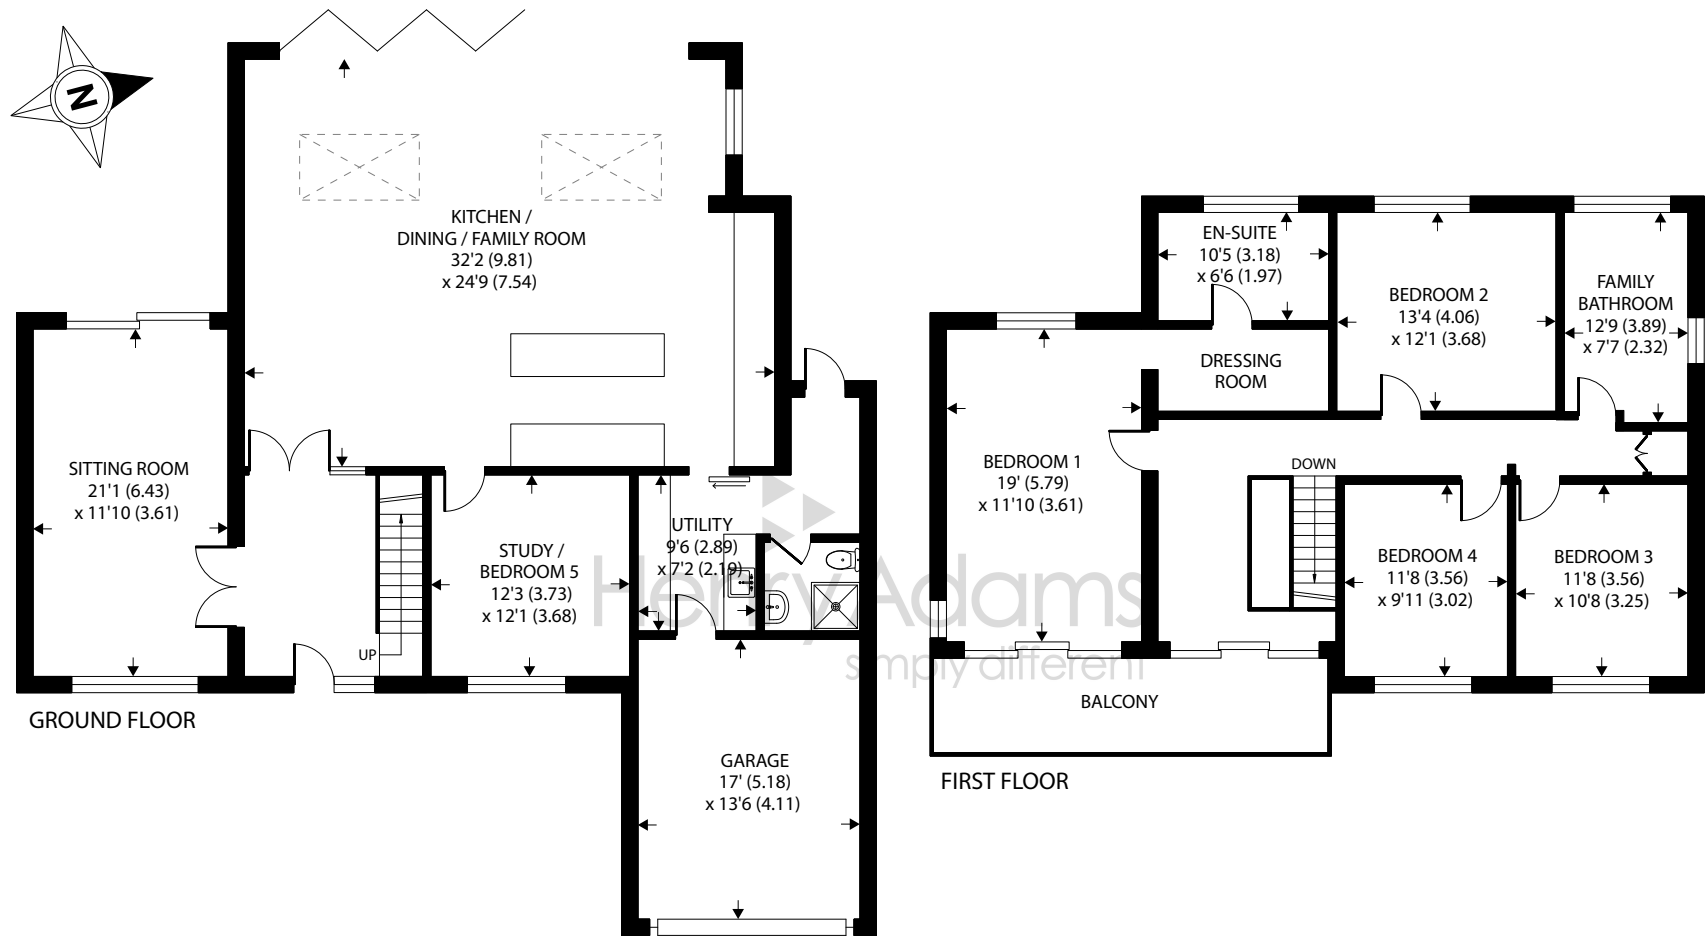 N
KITCHEN /
DINING / FAMILY ROOM
32'2 (9.81)
x 24'9 (7.54)
SITTING ROOM
21'1 (6.43)
x 11'10 (3.61)
UP
STUDY /
BEDROOM 5
12'3 (3.73)
x 12'1 (3.68)
UTILITY
9'6 (2.89)
x 7'2 (2.19)
GARAGE
17' (5.18)
x 13'6 (4.11)
GROUND FLOOR
Henry Adams
simply different
EN-SUITE
10'5 (3.18)
x 6'6 (1.97)
BEDROOM 2
13'4 (4.06)
x 12'1 (3.68)
FAMILY
BATHROOM
12'9 (3.89)
x 7'7 (2.32)
DRESSING
ROOM
BEDROOM 1
19' (5.79)
x 11'10 (3.61)
DOWN
BEDROOM 4
11'8 (3.56)
x 9'11 (3.02)
BEDROOM 3
11'8 (3.56)
x 10'8 (3.25)
BALCONY
FIRST FLOOR